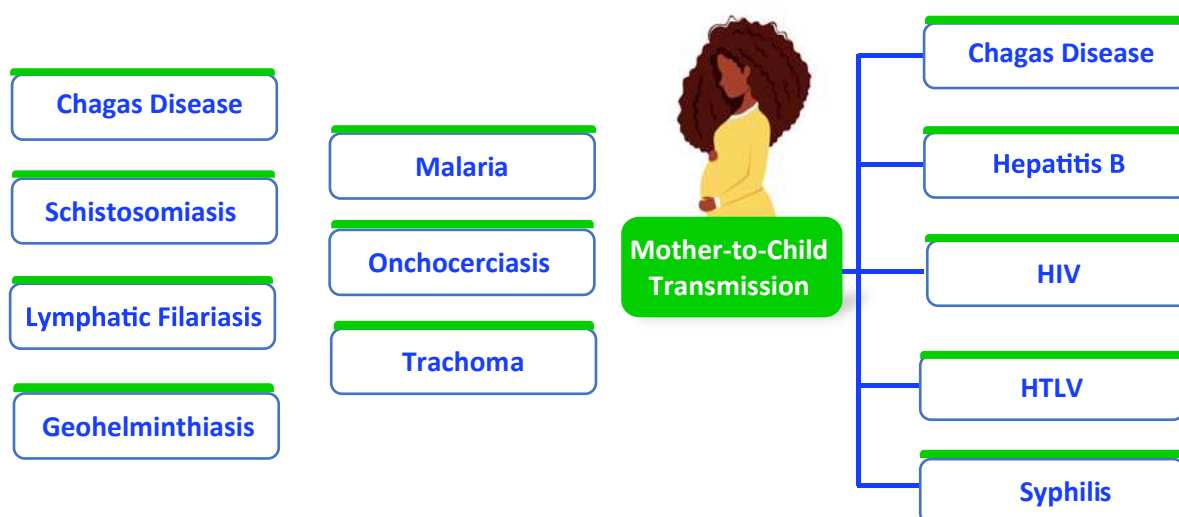 Chagas Disease
Schistosomiasis
Lymphatic Filariasis
Geohelminthiasis
Malaria
Onchocerciasis
Trachoma
Mother-to-Child
Transmission
Chagas Disease
Hepatitis B
HIV
HTLV
Syphilis